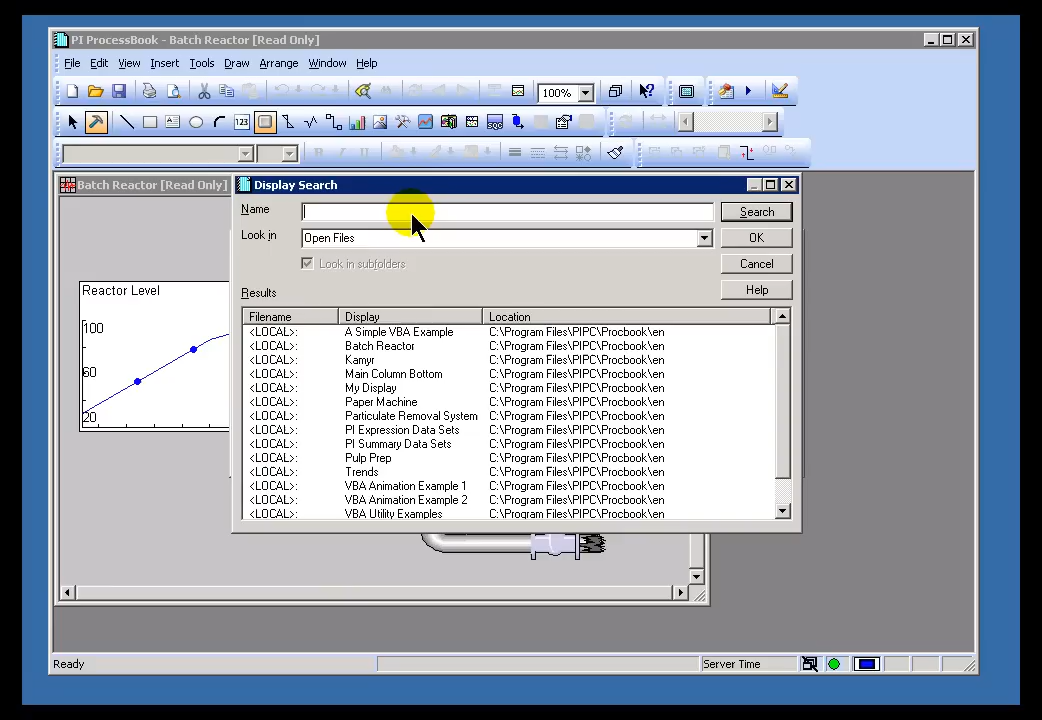 PI ProcessBook - Batch Reactor [Read Only]
File Edit View Insert Tools Draw Arrange Window Help
100%
123
SQC
B I U
Batch Reactor [Read Only]
Display Search
Name
Search
Look in
Open Files
OK
Look in subfolders
Cancel
Results
Help
Reactor Level
100
60
20
Filename Display Location
<LOCAL>: A Simple VBA Example C:\Program Files\PIPC\Procbook\en
<LOCAL>: Batch Reactor C:\Program Files\PIPC\Procbook\en
<LOCAL>: Kamyr C:\Program Files\PIPC\Procbook\en
<LOCAL>: Main Column Bottom C:\Program Files\PIPC\Procbook\en
<LOCAL>: My Display C:\Program Files\PIPC\Procbook\en
<LOCAL>: Paper Machine C:\Program Files\PIPC\Procbook\en
<LOCAL>: Particulate Removal System C:\Program Files\PIPC\Procbook\en
<LOCAL>: PI Expression Data Sets C:\Program Files\PIPC\Procbook\en
<LOCAL>: PI Summary Data Sets C:\Program Files\PIPC\Procbook\en
<LOCAL>: Pulp Prep C:\Program Files\PIPC\Procbook\en
<LOCAL>: Trends C:\Program Files\PIPC\Procbook\en
<LOCAL>: VBA Animation Example 1 C:\Program Files\PIPC\Procbook\en
<LOCAL>: VBA Animation Example 2 C:\Program Files\PIPC\Procbook\en
<LOCAL>: VBA Utility Examples C:\Program Files\PIPC\Procbook\en
Ready
Server Time